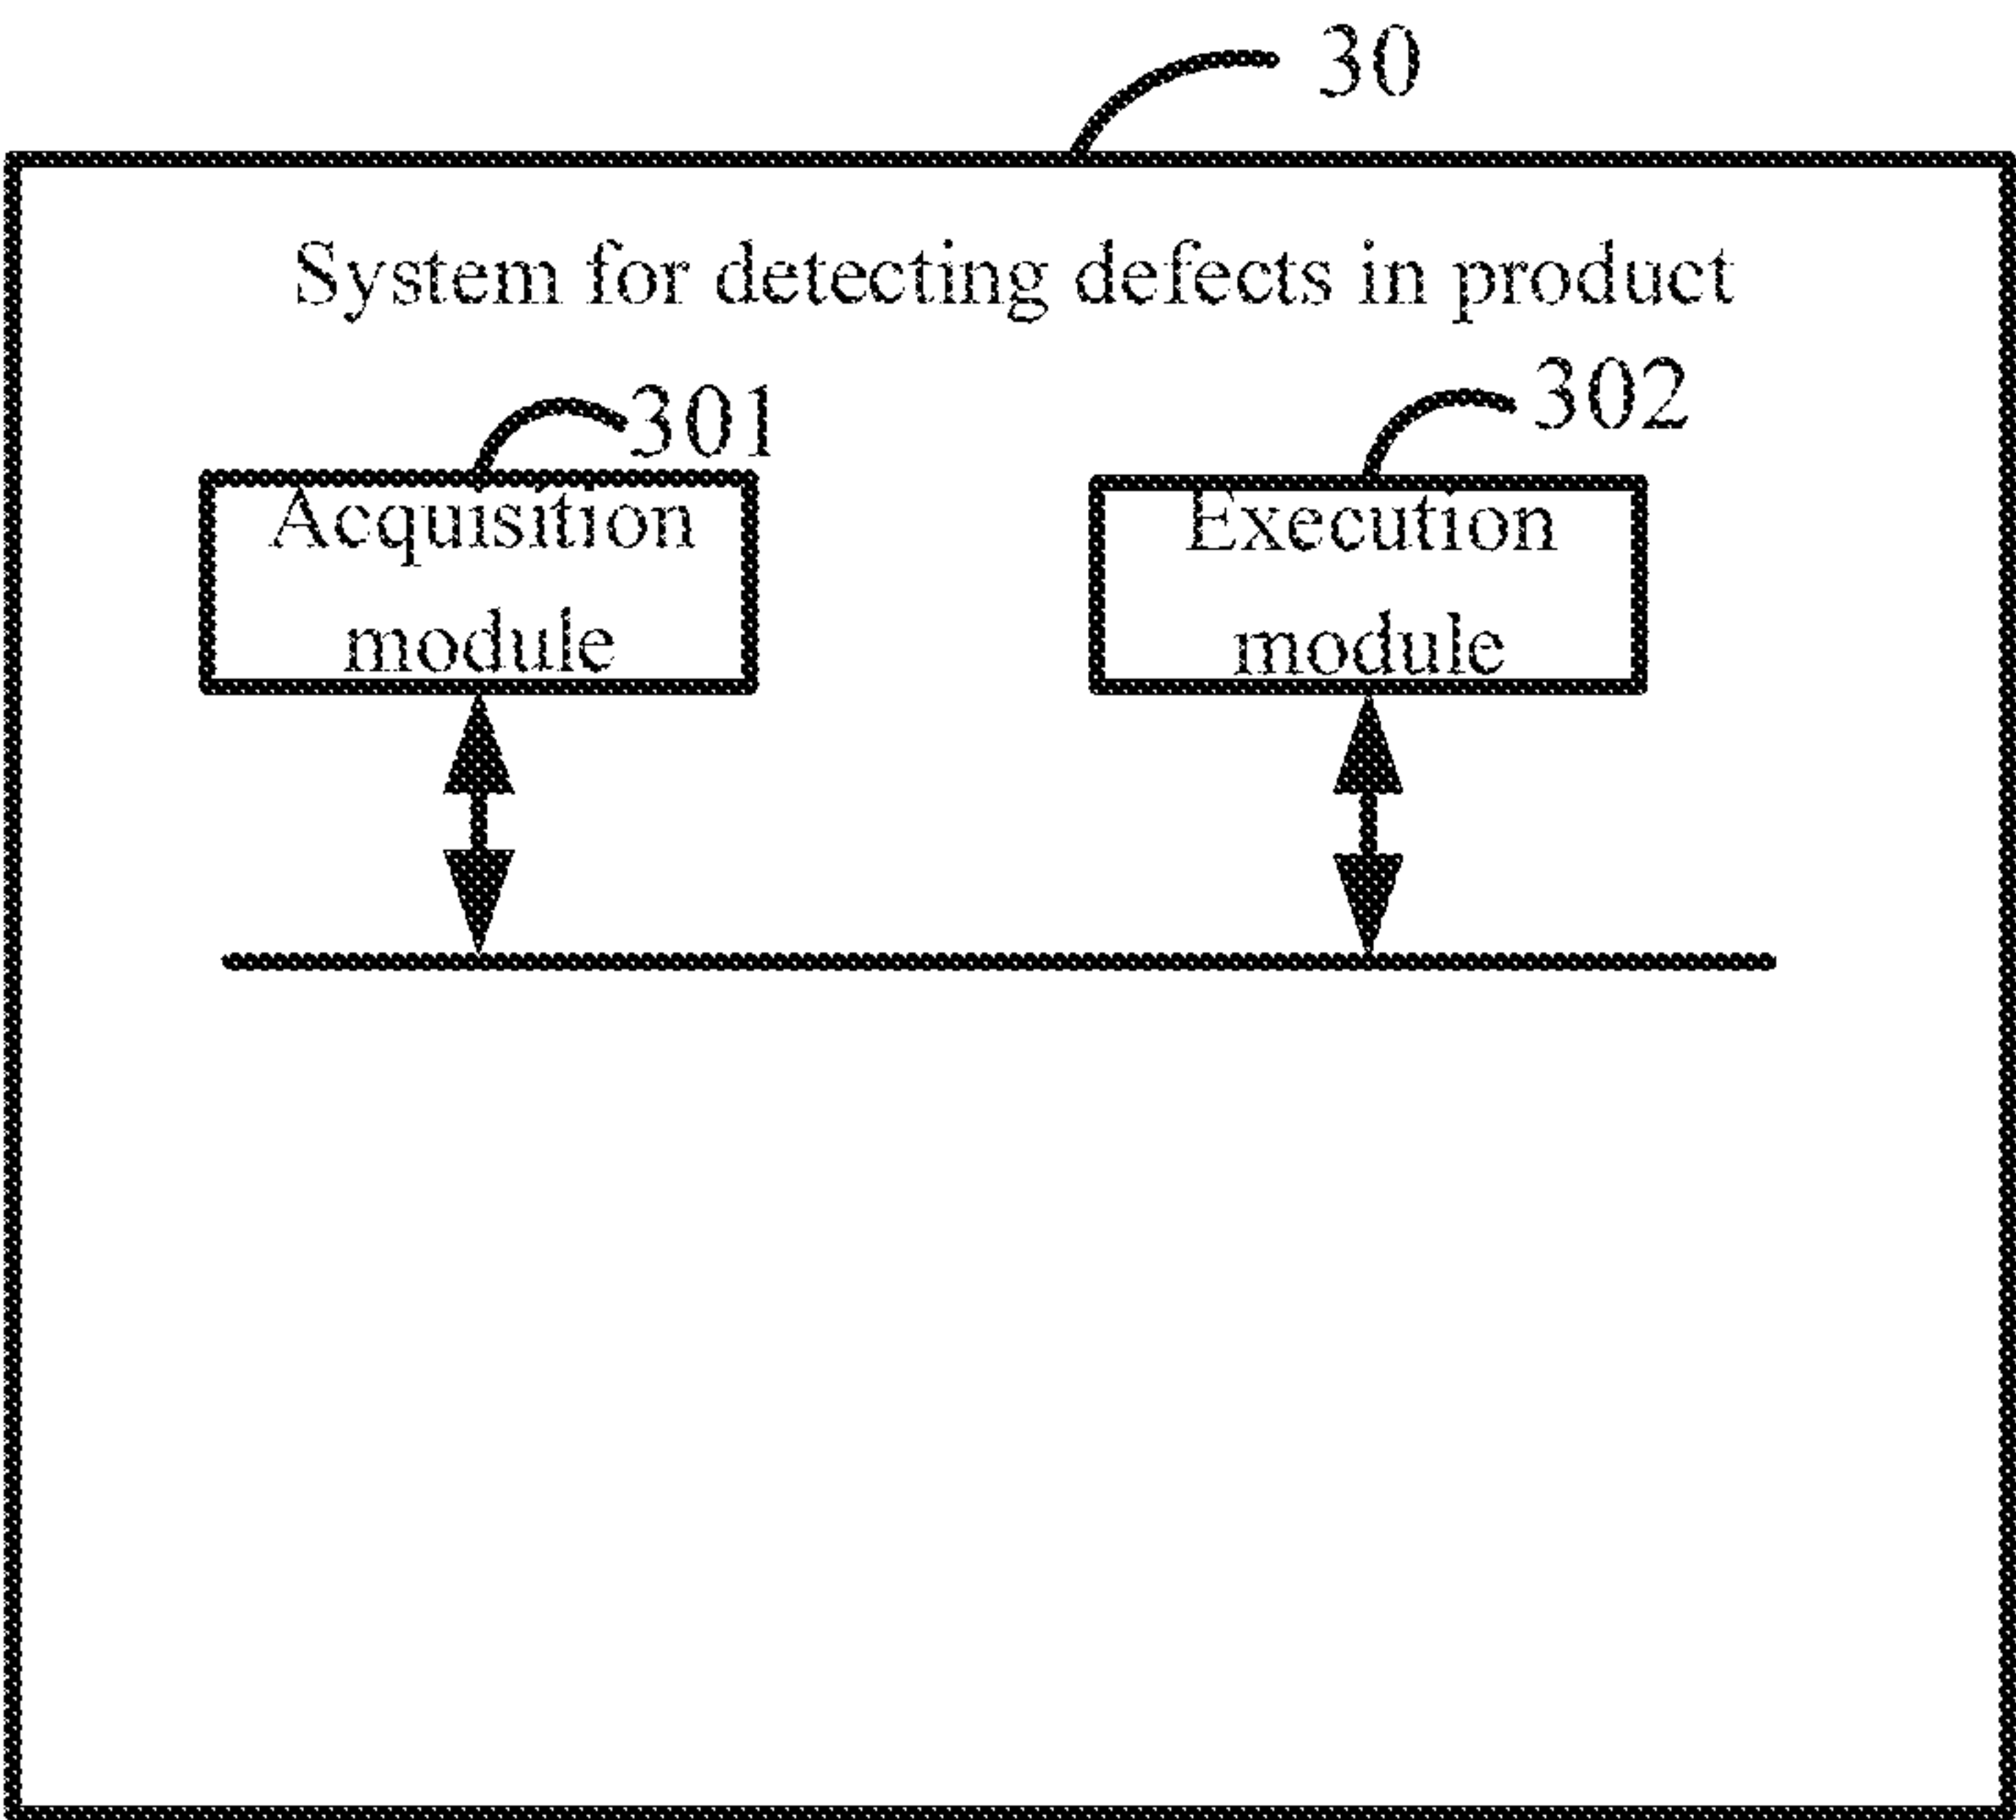 30
System for detecting defects in product
301
302
Acquisition
module
Execution
module